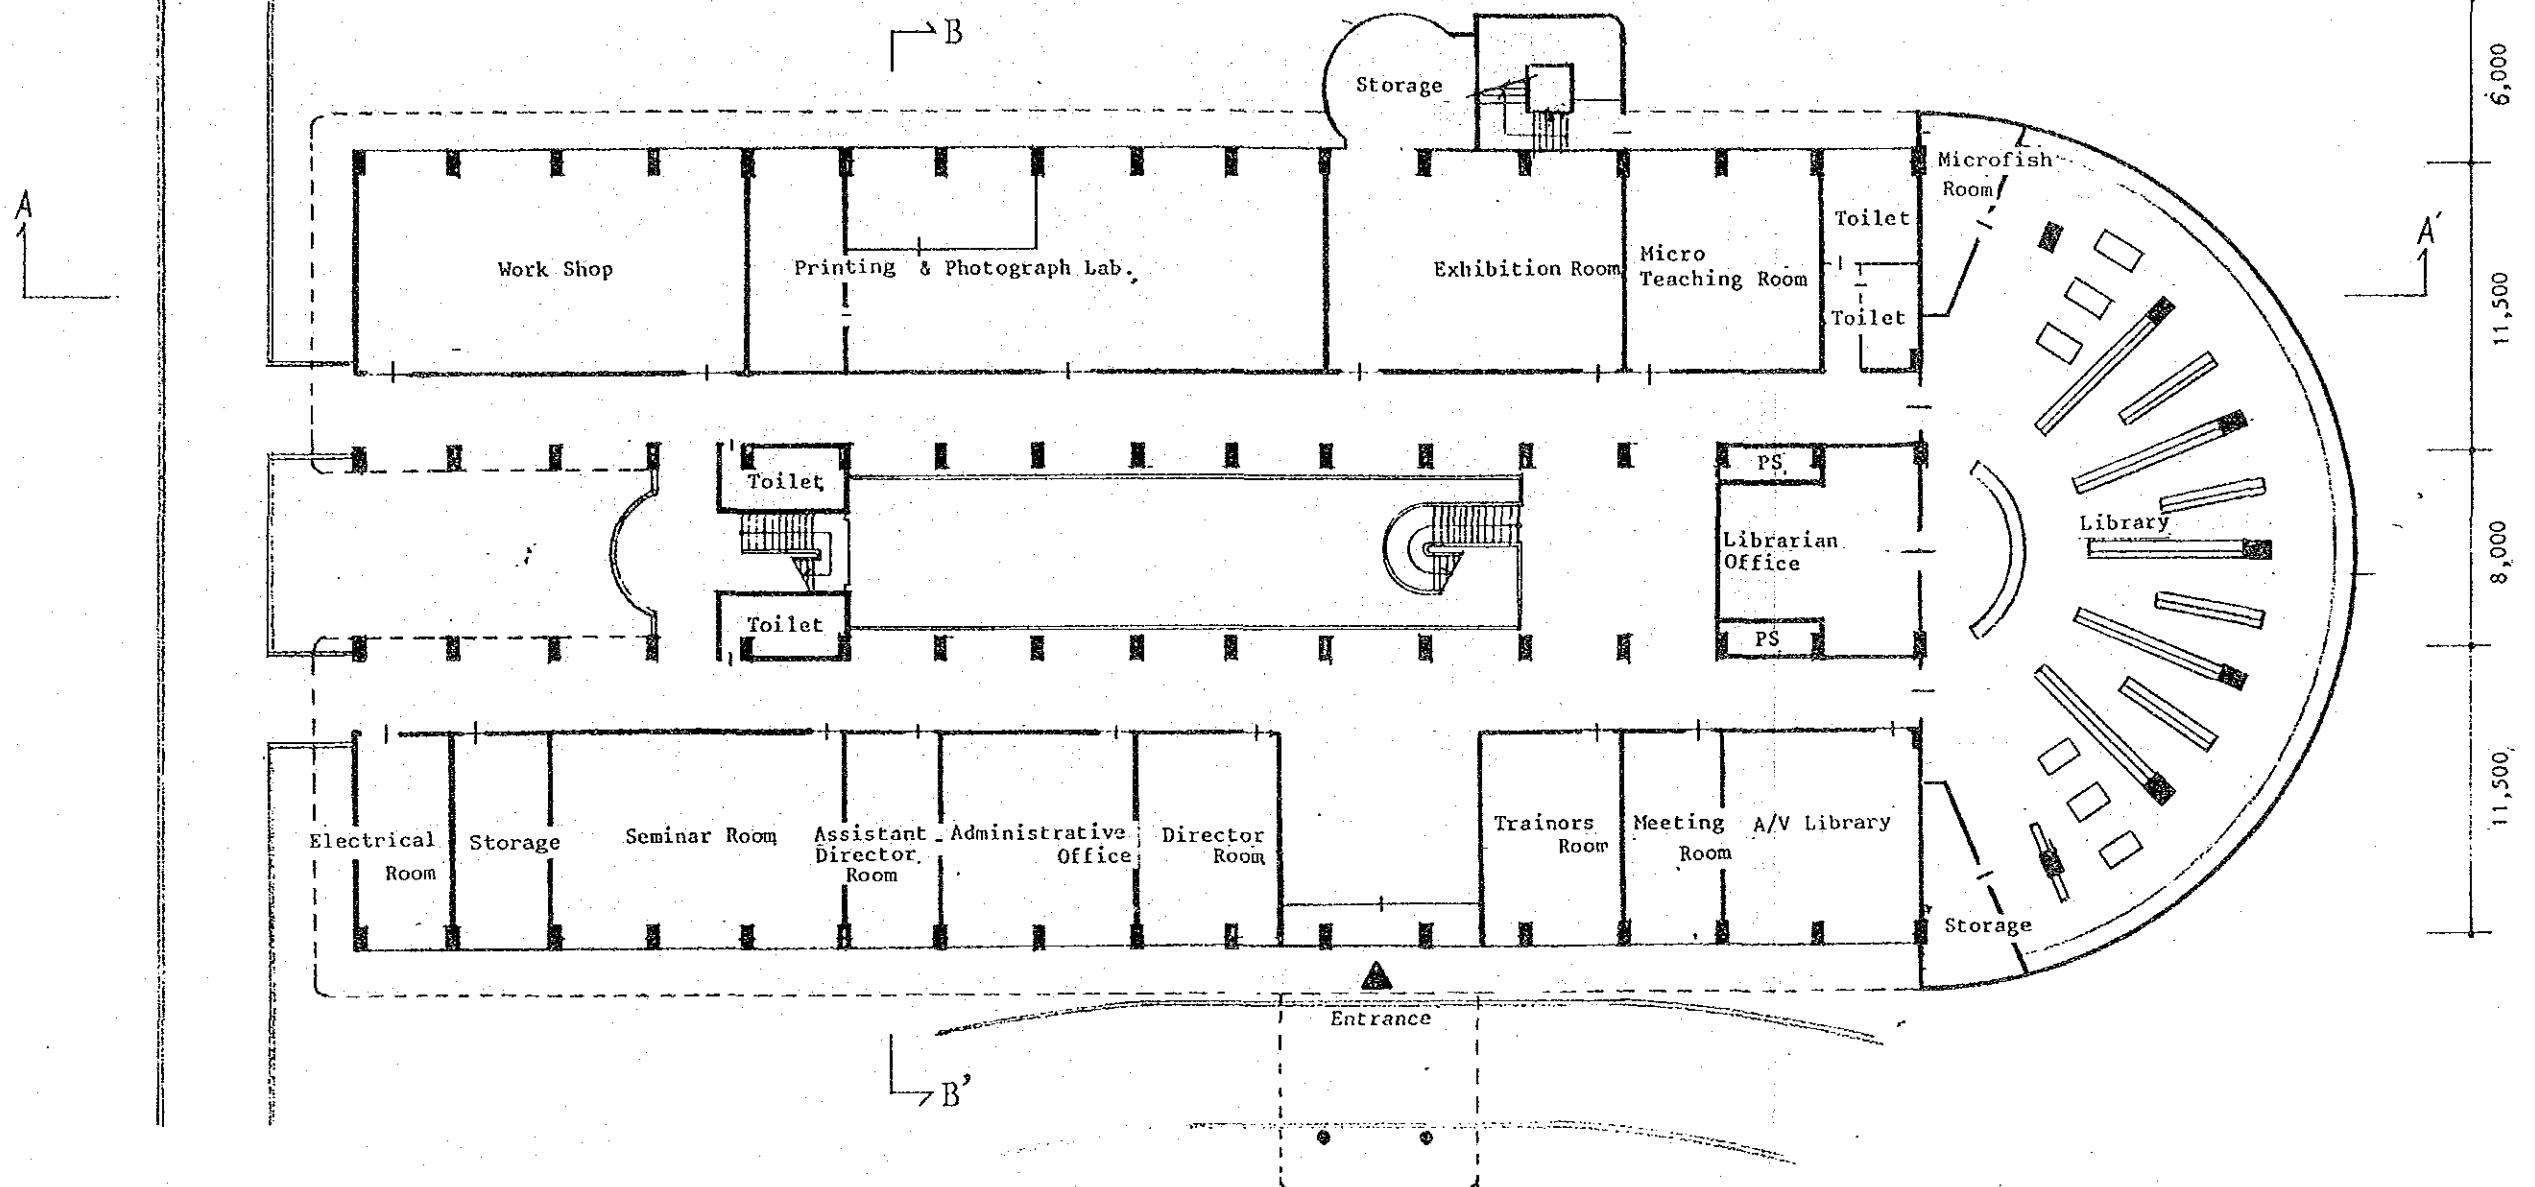 B
6,000
Storage
Microfish
Room
A
A′
Toilet
Work Shop
Printing & Photograph Lab.
Exhibition Room
Micro
Teaching Room
Toilet
11,500
PS
Toilet
Library
Librarian
Office
8,000
Toilet
PS
Electrical
Room
Storage
Seminar Room
Assistant
Director
Room
Administrative
Office
Director
Room
Trainors
Room
Meeting
Room
A/V Library
11,500
Storage
Entrance
B’